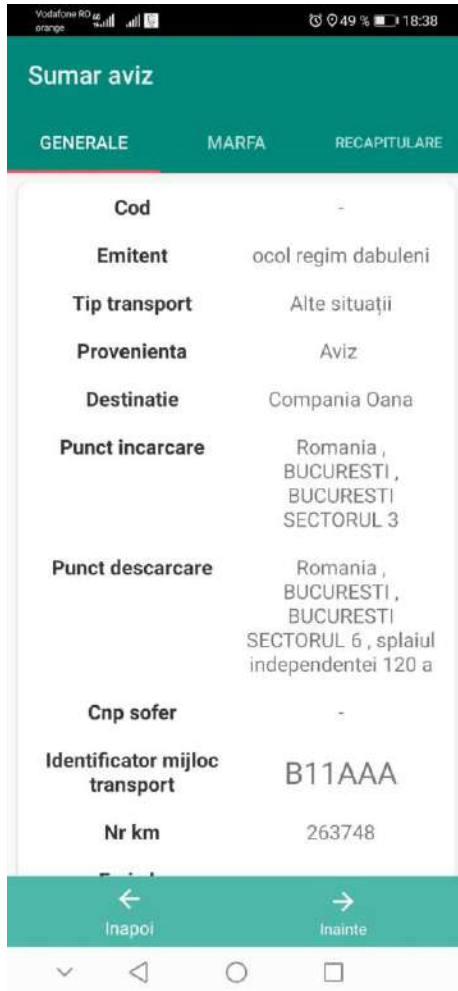 Vodafone RO
orange
49 % 18:38
Sumar aviz
GENERALE MARFA RECAPITULARE
Cod -
Emitent ocol regim dabuleni
Tip transport Alte situații
Provenienta Aviz
Destinatie Compania Oana
Punct incarcare Romania ,
BUCURESTI ,
BUCURESTI
SECTORUL 3
Punct descarcare Romania ,
BUCURESTI ,
BUCURESTI
SECTORUL 6 , splaiul
independentei 120 a
Cnp sofer -
Identificator mijloc
transport B11AAA
Nr km 263748
Inapoi Inainte